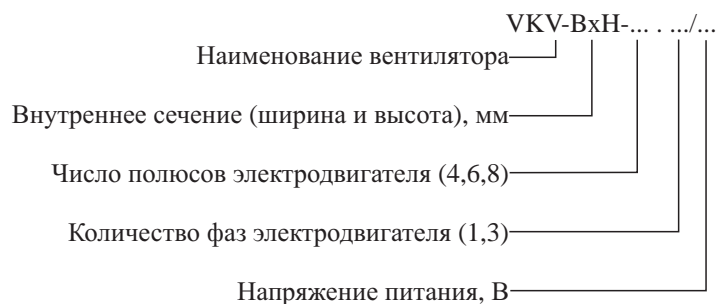 VKV-BxH-... . .../...
Наименование вентилятора
Внутреннее сечение (ширина и высота), мм
Число полюсов электродвигателя (4,6,8)
Количество фаз электродвигателя (1,3)
Напряжение питания, В